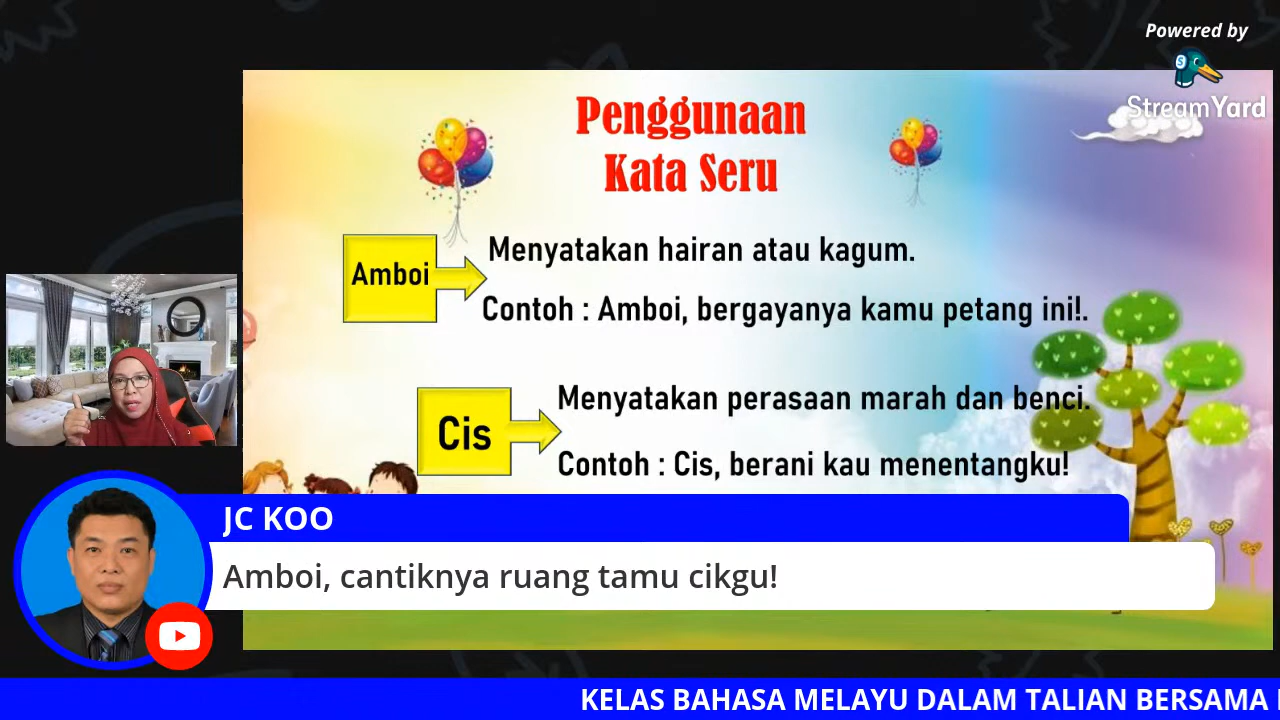 Powered by
StreamYard
Penggunaan
Kata Seru
Amboi
Menyatakan hairan atau kagum.
Contoh : Amboi, bergayanya kamu petang ini!.
Cis
Menyatakan perasaan marah dan benci.
Contoh : Cis, berani kau menentangku!
JC KOO
Amboi, cantiknya ruang tamu cikgu!
KELAS BAHASA MELAYU DALAM TALIAN BERSAMA